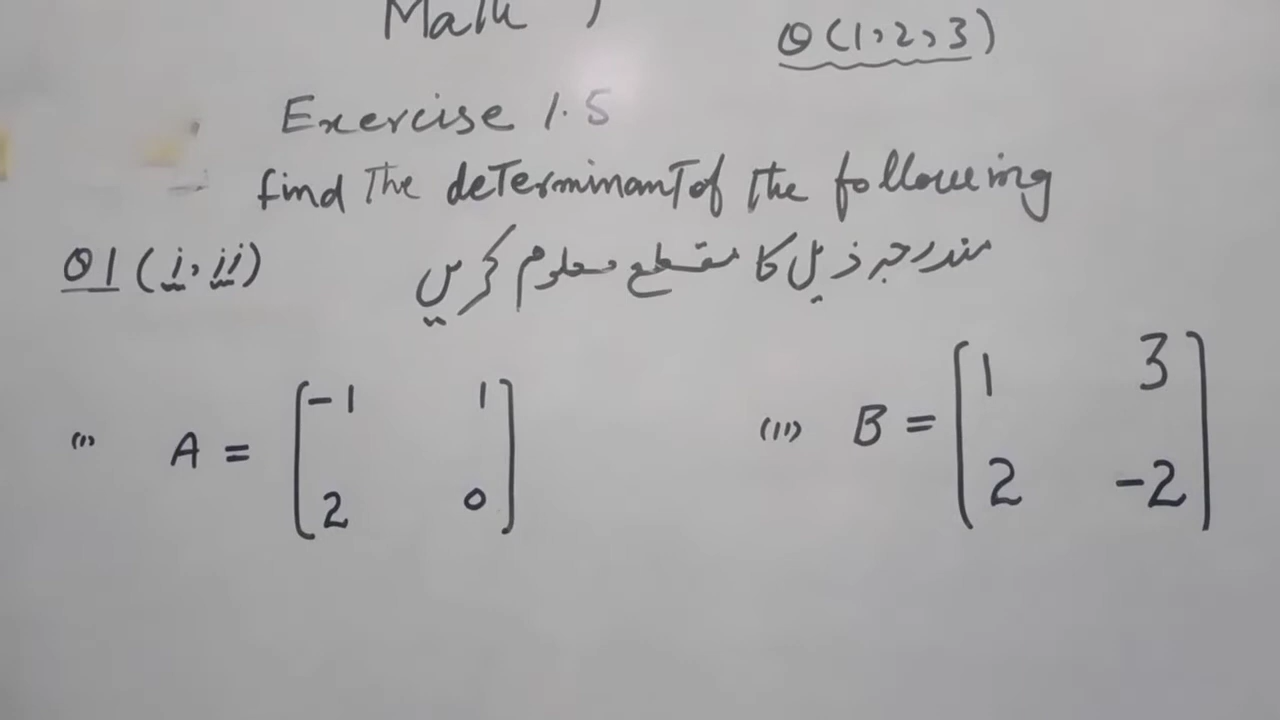 Math
Q(1,2,3)
Exercise 1.5
find The deTerminanT of The following
Q1(i,ii)
مندرجہ ذیل کا مقطع معلوم کریں
(i) A = [-1 1
2 0]
(ii) B = [1 3
2 -2]